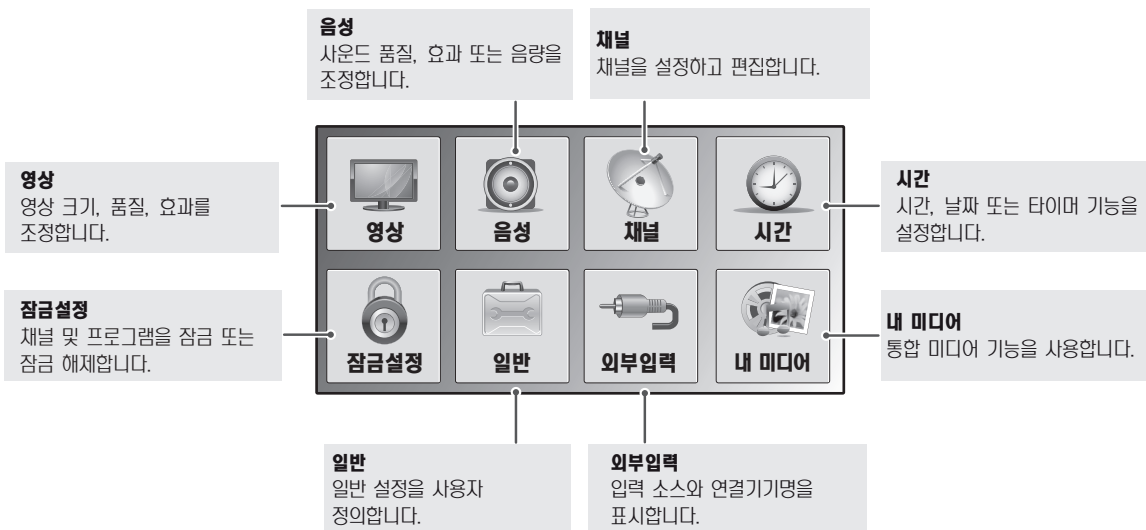 음성
사운드 품질, 효과 또는 음량을
조정합니다.
채널
채널을 설정하고 편집합니다.
영상
영상 크기, 품질, 효과를
조정합니다.
영상
음성
채널
시간
시간
시간, 날짜 또는 타이머 기능을
설정합니다.
잠금설정
채널 및 프로그램을 잠금 또는
잠금 해제합니다.
잠금설정
일반
외부입력
내 미디어
내 미디어
통합 미디어 기능을 사용합니다.
일반
일반 설정을 사용자
정의합니다.
외부입력
입력 소스와 연결기기명을
표시합니다.